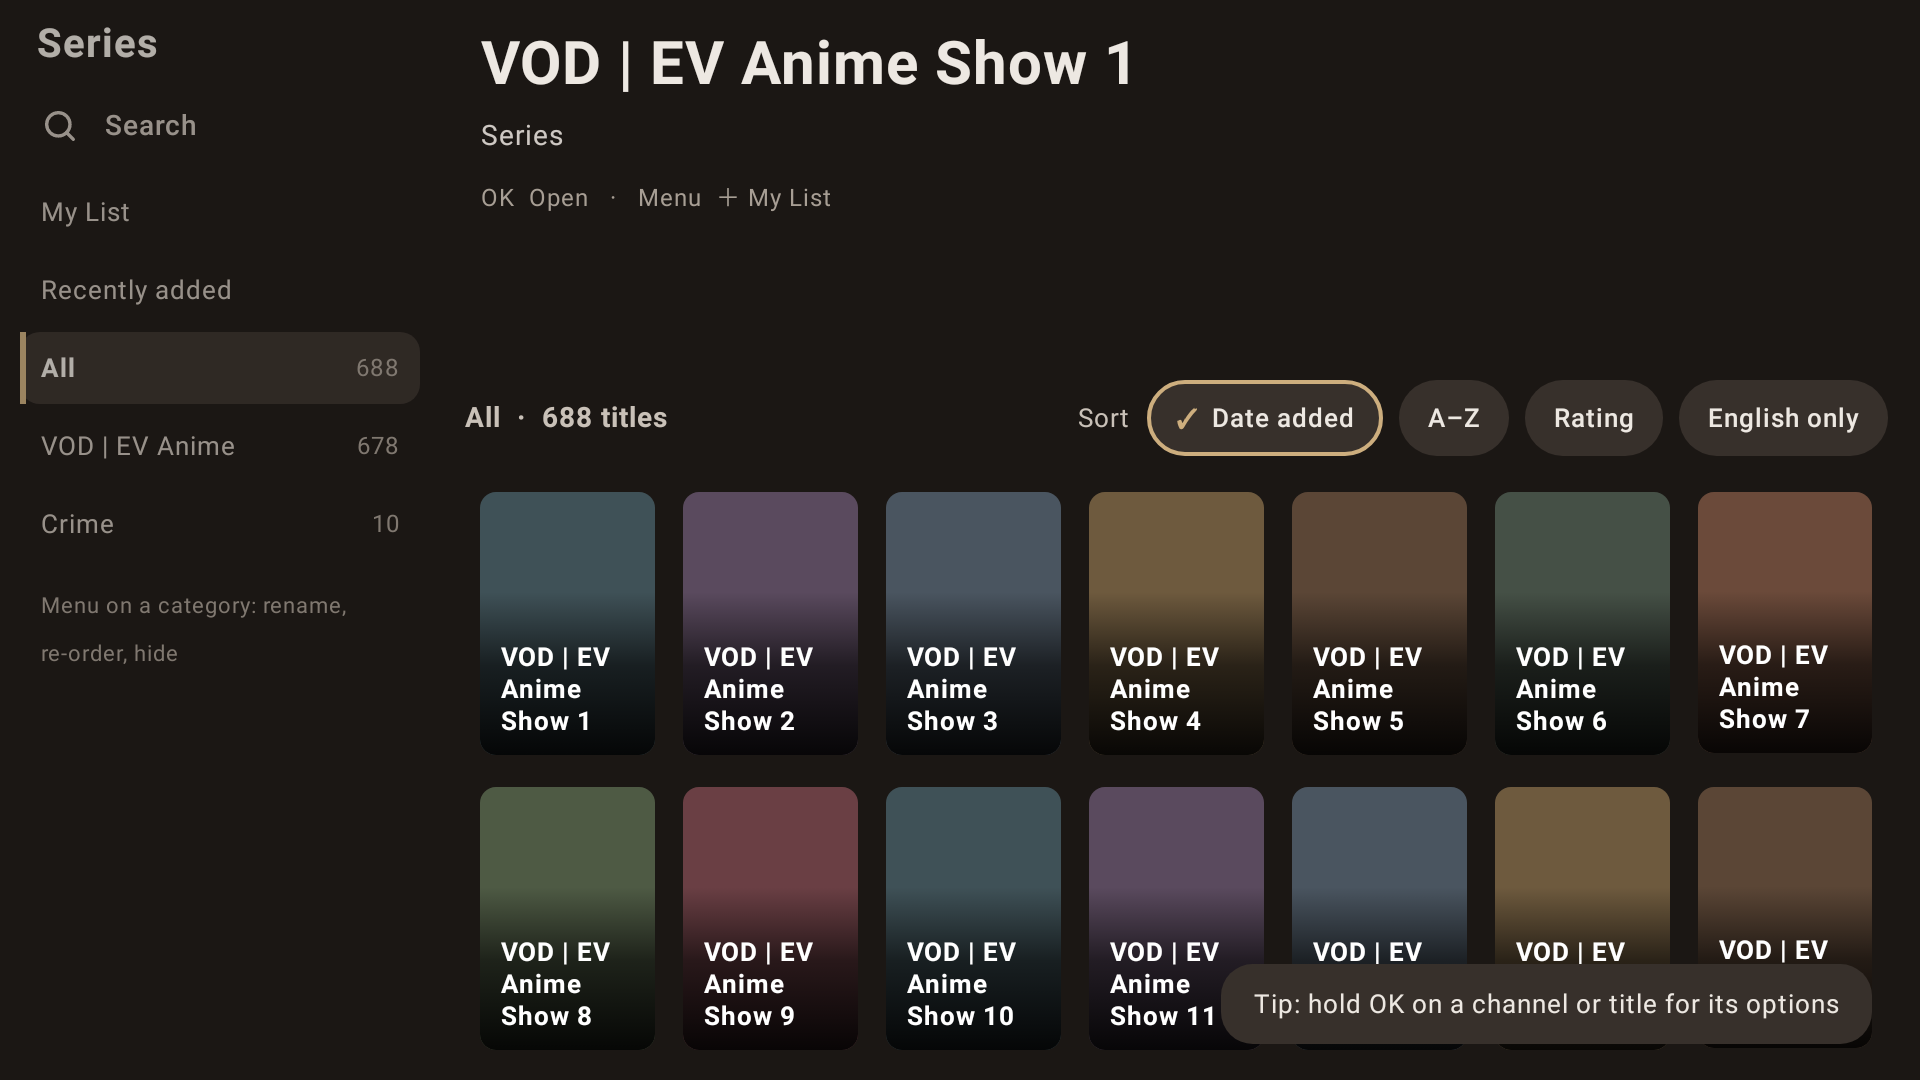 Series
Search
My List
Recently added
All 688
VOD | EV Anime 678
Crime 10
Menu on a category: rename,
re-order, hide
VOD | EV Anime Show 1
Series
OK Open · Menu + My List
All · 688 titles
Sort ✓ Date added A–Z Rating English only
VOD | EV
Anime
Show 1
VOD | EV
Anime
Show 2
VOD | EV
Anime
Show 3
VOD | EV
Anime
Show 4
VOD | EV
Anime
Show 5
VOD | EV
Anime
Show 6
VOD | EV
Anime
Show 7
VOD | EV
Anime
Show 8
VOD | EV
Anime
Show 9
VOD | EV
Anime
Show 10
VOD | EV
Anime
Show 11
VOD | EV
VOD | EV
VOD | EV
Tip: hold OK on a channel or title for its options